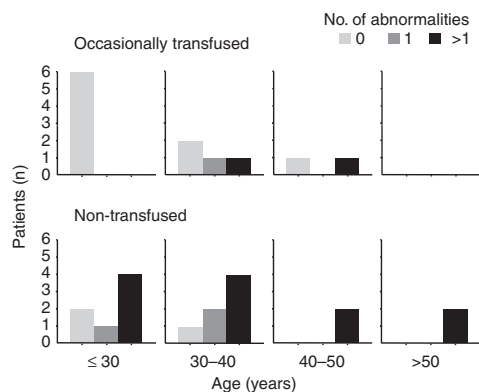 No. of abnormalities
0 1 >1
Occasionally transfused
6
5
4
3
2
1
0
Non-transfused
6
5
4
3
2
1
0
Patients (n)
≤ 30 30–40 40–50 >50
Age (years)